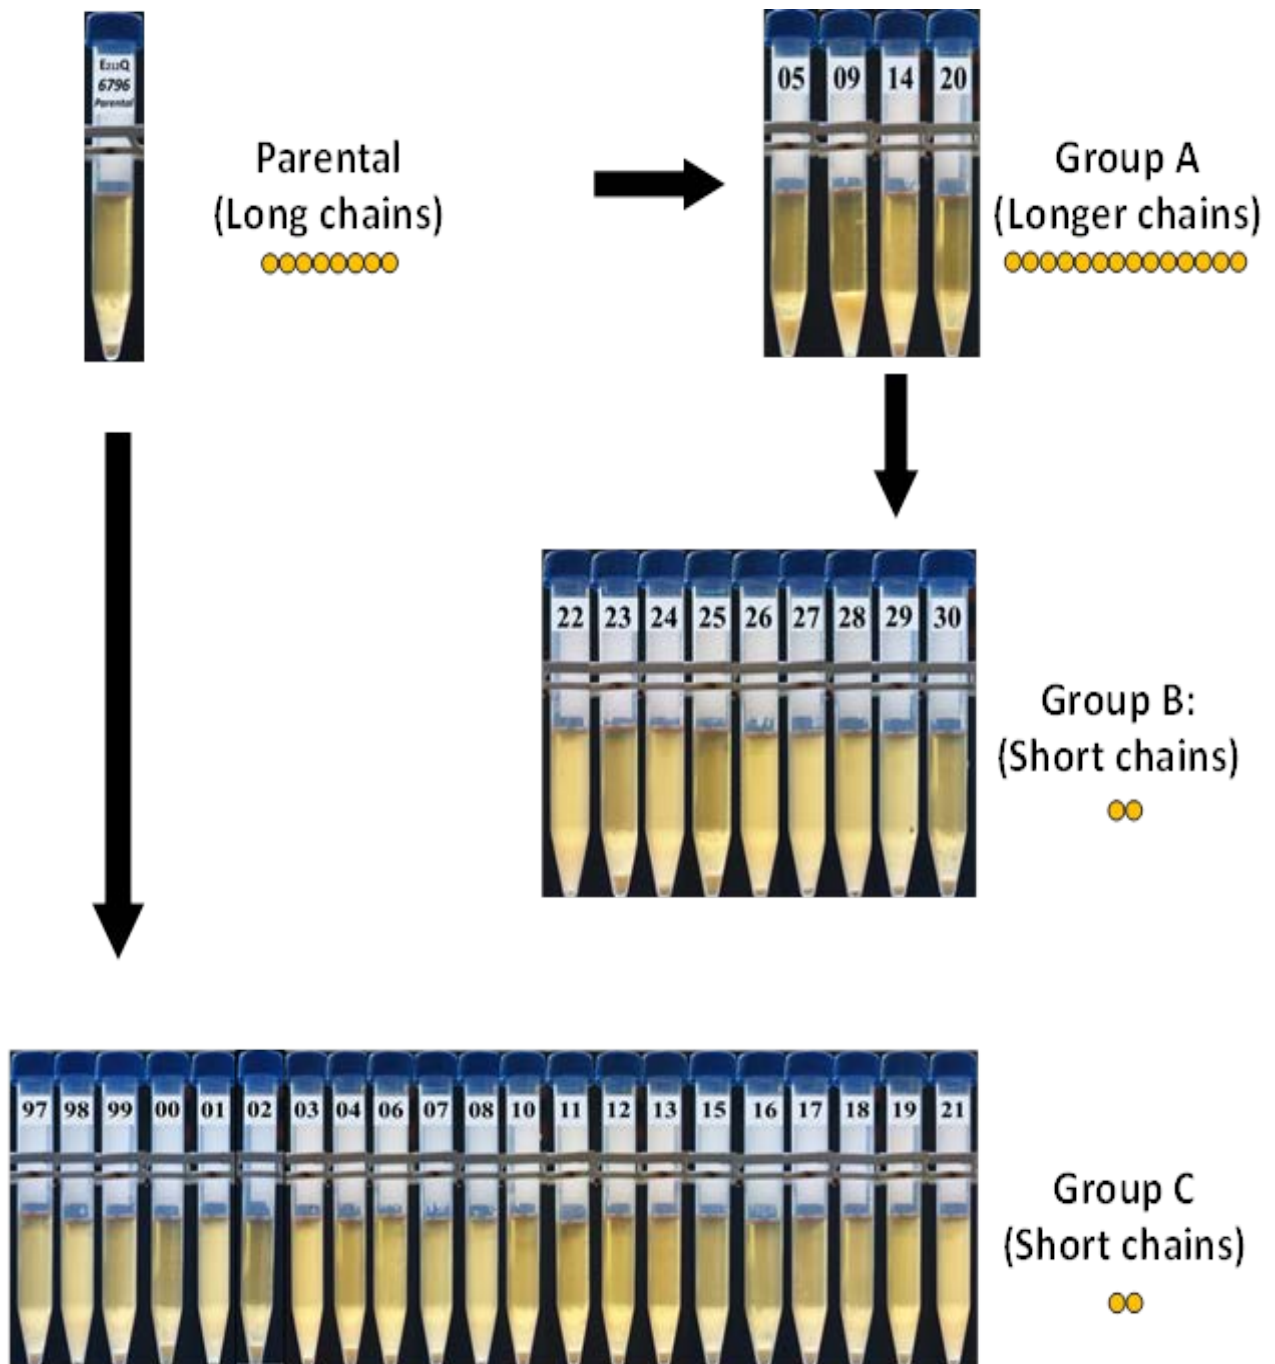 E₂₁₂Q
6796
Parental
Parental
(Long chains)
05 09 14 20
Group A
(Longer chains)
22 23 24 25 26 27 28 29 30
Group B:
(Short chains)
97 98 99 00 01 02 03 04 06 07 08 10 11 12 13 15 16 17 18 19 21
Group C
(Short chains)